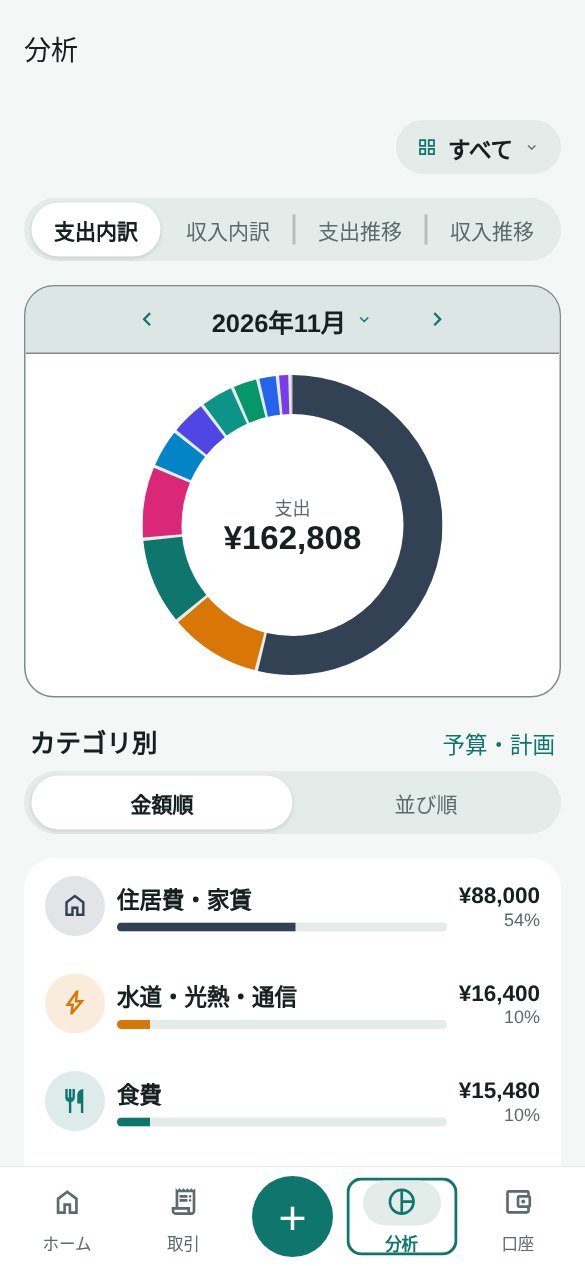 分析
すべて
支出内訳
収入内訳
支出推移
収入推移
2026年11月
支出
¥162,808
カテゴリ別
予算・計画
金額順
並び順
住居費・家賃
¥88,000
54%
水道・光熱・通信
¥16,400
10%
食費
¥15,480
10%
ホーム
取引
分析
口座